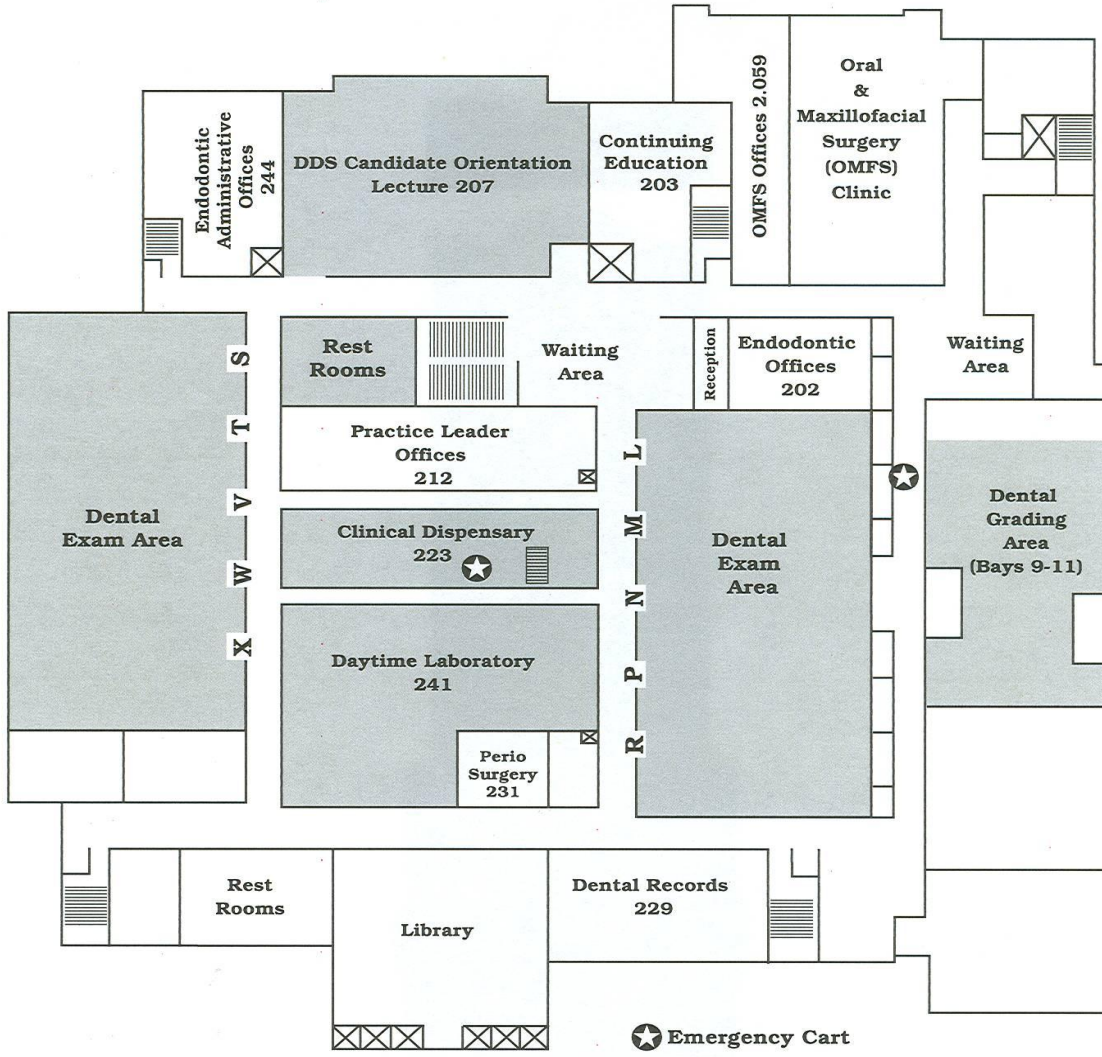 Endodontic
Administrative
Offices
244
DDS Candidate Orientation
Lecture 207
Continuing
Education
203
OMFS Offices 2.059
Oral
&
Maxillofacial
Surgery
(OMFS)
Clinic
Rest
Rooms
Waiting
Area
Reception
Endodontic
Offices
202
Waiting
Area
Practice Leader
Offices
212
Dental
Exam Area
S
T
V
W
X
Clinical Dispensary
223
L
M
N
P
R
Dental
Exam
Area
Dental
Grading
Area
(Bays 9-11)
Daytime Laboratory
241
Perio
Surgery
231
Rest
Rooms
Library
Dental Records
229
Emergency Cart